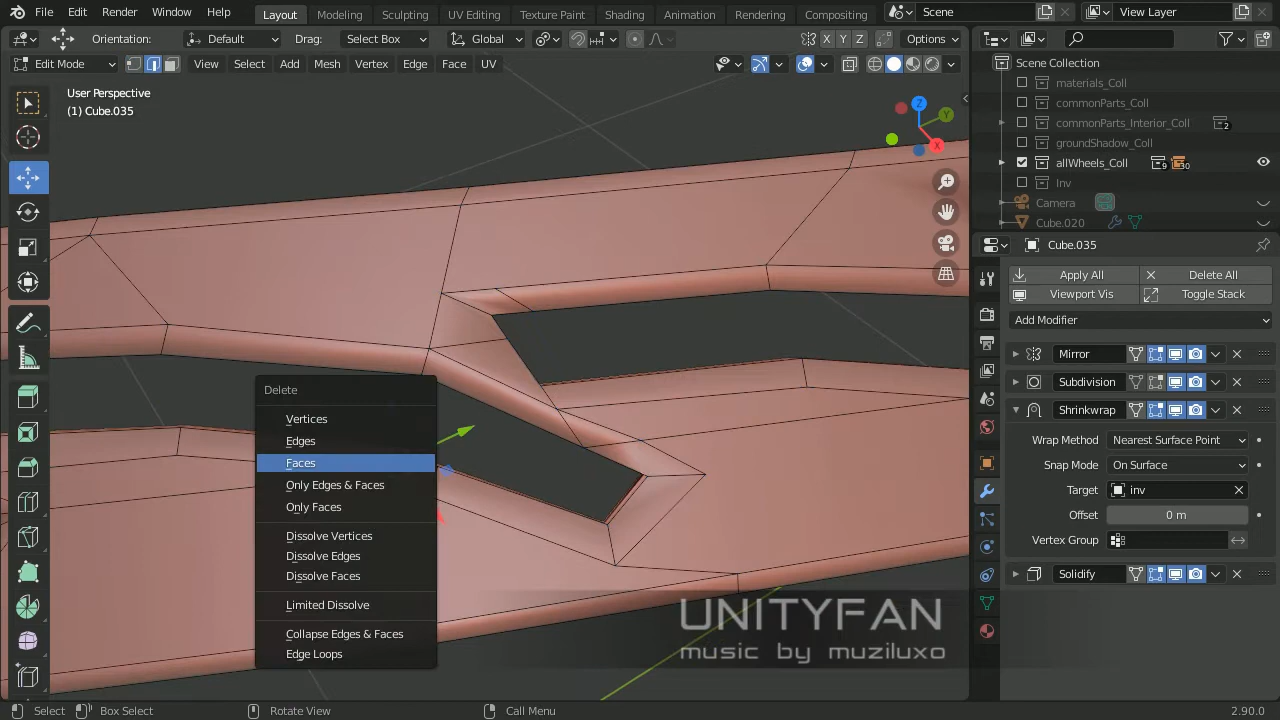 File Edit Render Window Help Layout Modeling Sculpting UV Editing Texture Paint Shading Animation Rendering Compositing Scene View Layer
Orientation: Default Drag: Select Box Global X Y Z Options
Edit Mode View Select Add Mesh Vertex Edge Face UV
User Perspective
(1) Cube.035
Z
Y
X
Delete
Vertices
Edges
Faces
Only Edges & Faces
Only Faces
Dissolve Vertices
Dissolve Edges
Dissolve Faces
Limited Dissolve
Collapse Edges & Faces
Edge Loops
Scene Collection
materials_Coll
commonParts_Coll
commonParts_Interior_Coll 2
groundShadow_Coll
allWheels_Coll 9 30
Inv
Camera
Cube.020
Cube.035
Apply All Delete All
Viewport Vis Toggle Stack
Add Modifier
Mirror
Subdivision
Shrinkwrap
Wrap Method Nearest Surface Point
Snap Mode On Surface
Target inv
Offset 0 m
Vertex Group
Solidify
UNITYFAN
music by muziluxo
Select Box Select Rotate View Call Menu 2.90.0